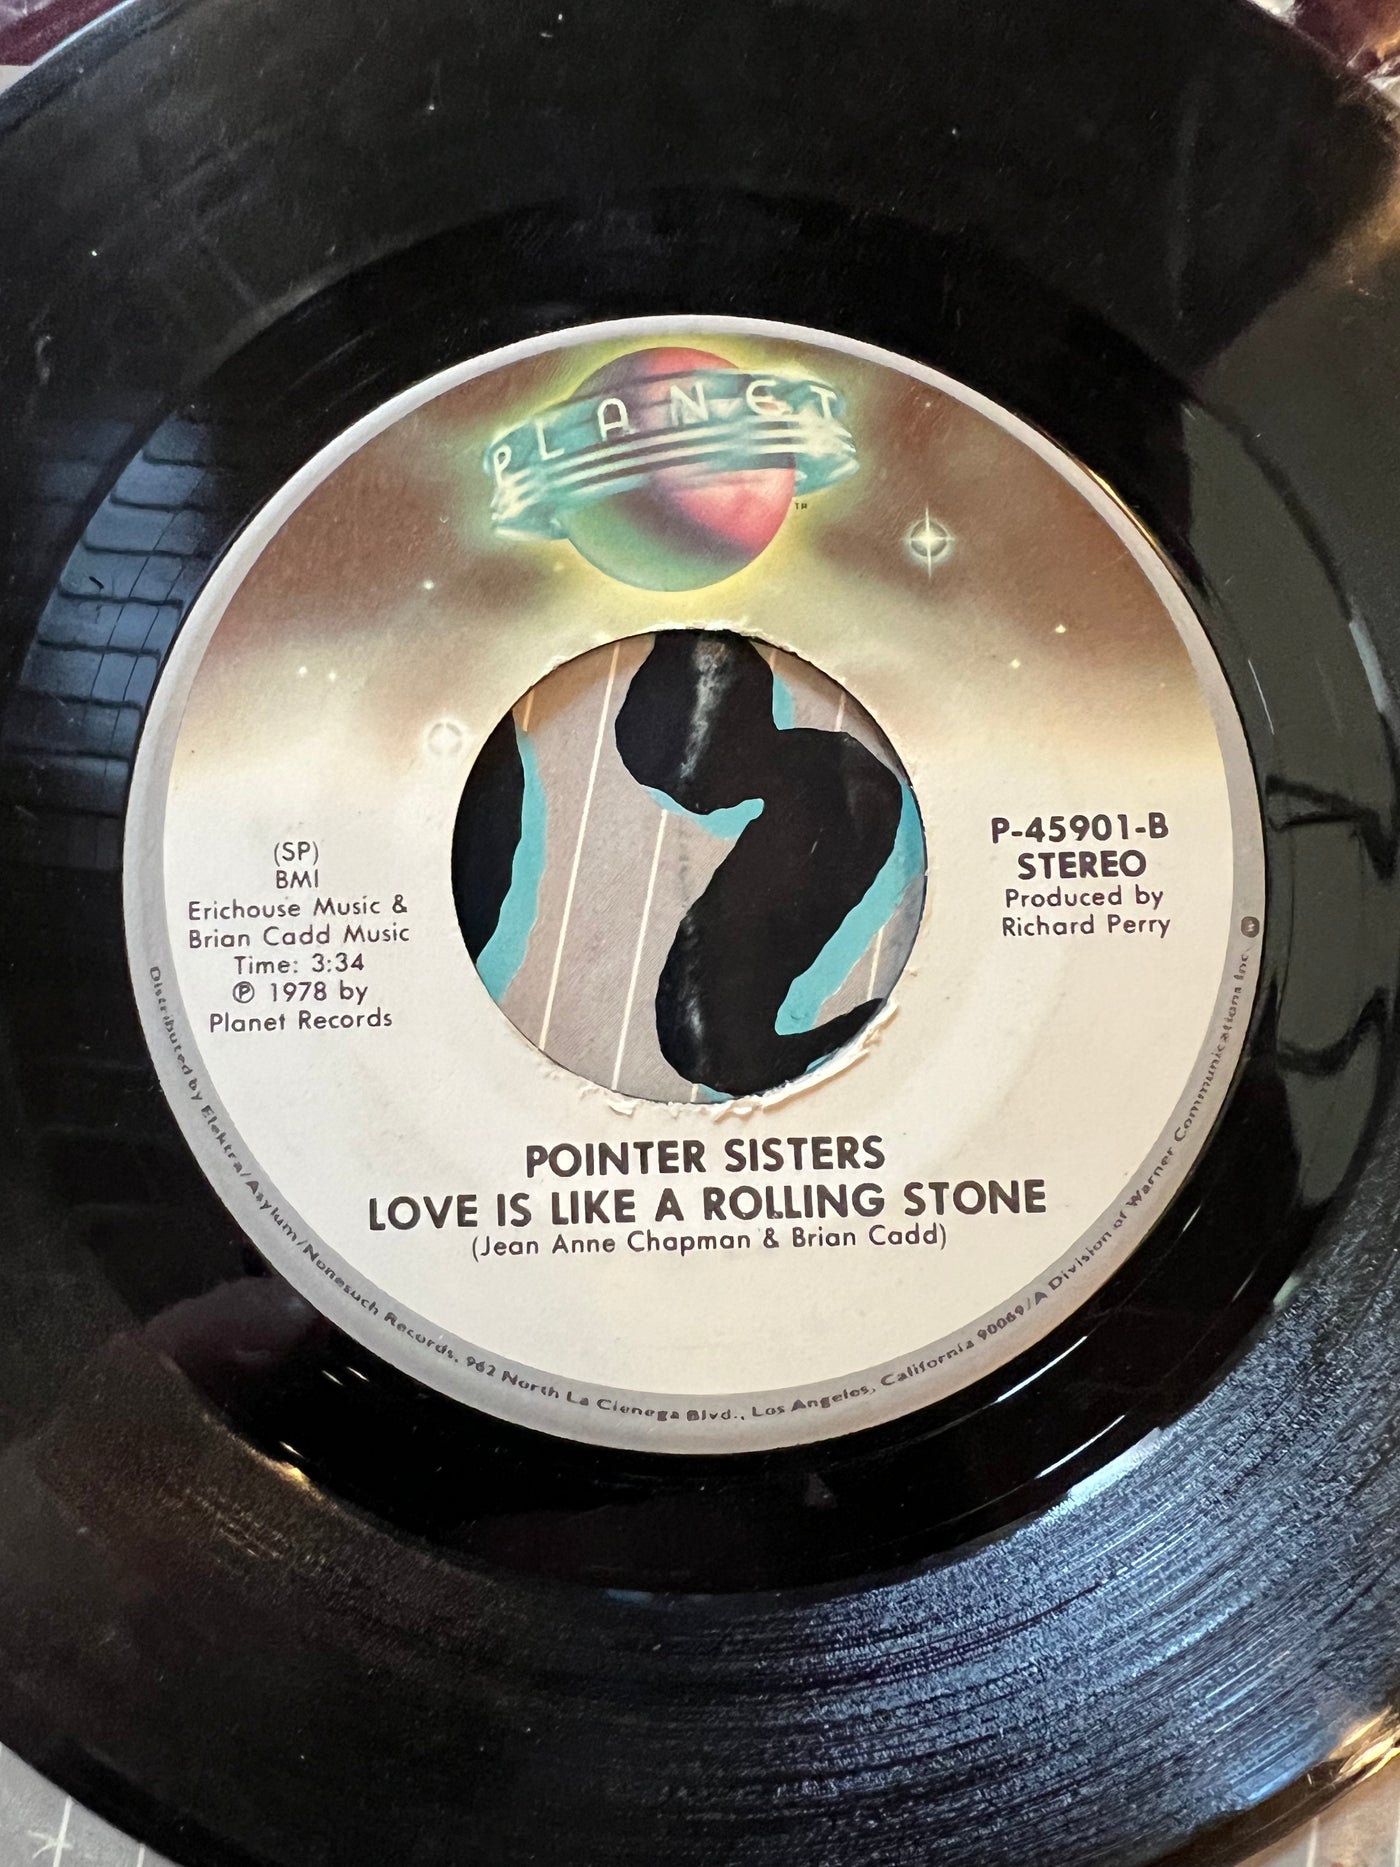 PLANET
TM
(SP)
BMI
Erichouse Music &
Brian Cadd Music
Time: 3:34
℗ 1978 by
Planet Records
P-45901-B
STEREO
Produced by
Richard Perry
POINTER SISTERS
LOVE IS LIKE A ROLLING STONE
(Jean Anne Chapman & Brian Cadd)
Distributed by Elektra/Asylum/Nonesuch Records, 962 North La Cienega Blvd., Los Angeles, California 90069/A Division of Warner Communications Inc.